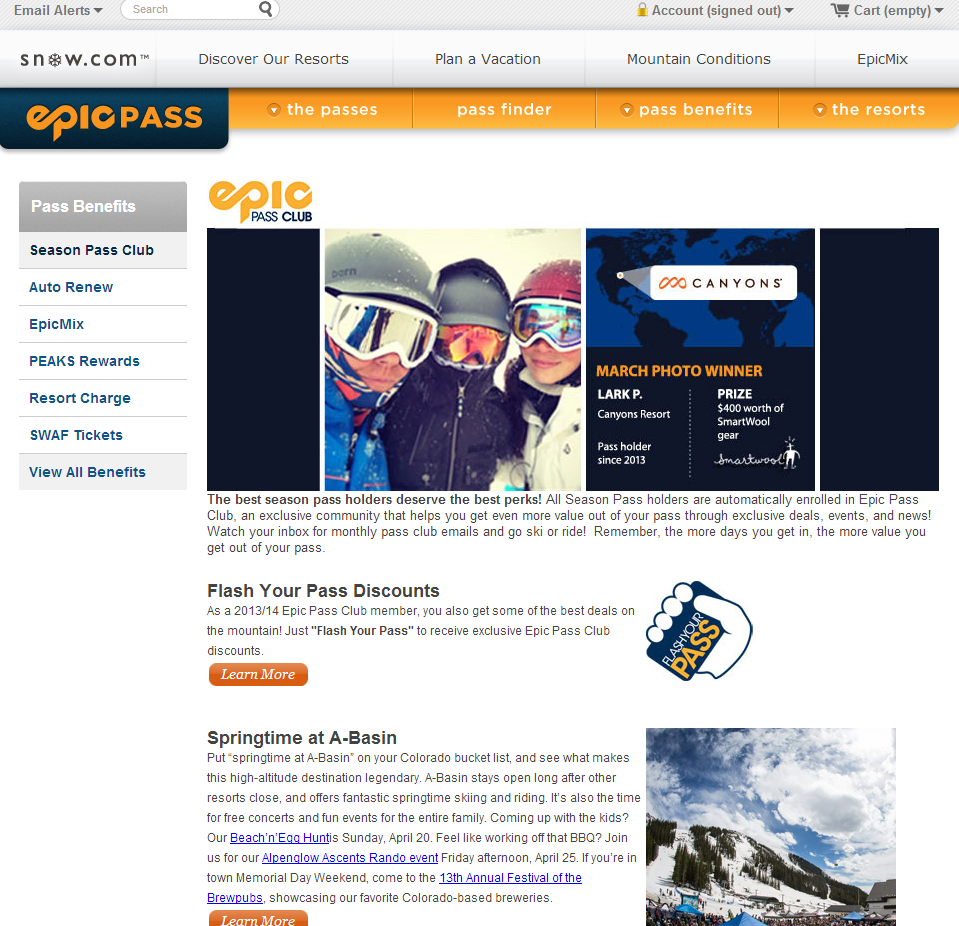 Email Alerts
Search
Account (signed out)
Cart (empty)
snow.com™
Discover Our Resorts
Plan a Vacation
Mountain Conditions
EpicMix
epic PASS
the passes
pass finder
pass benefits
the resorts
Pass Benefits
Season Pass Club
Auto Renew
EpicMix
PEAKS Rewards
Resort Charge
SWAF Tickets
View All Benefits
epic
PASS CLUB
CANYONS
MARCH PHOTO WINNER
LARK P.
Canyons Resort
Pass holder
since 2013
PRIZE
$400 worth of
SmartWool
gear
smartwool
The best season pass holders deserve the best perks! All Season Pass holders are automatically enrolled in Epic Pass
Club, an exclusive community that helps you get even more value out of your pass through exclusive deals, events, and news!
Watch your inbox for monthly pass club emails and go ski or ride!  Remember, the more days you get in, the more value you
get out of your pass.
Flash Your Pass Discounts
As a 2013/14 Epic Pass Club member, you also get some of the best deals on
the mountain! Just "Flash Your Pass" to receive exclusive Epic Pass Club
discounts.
Learn More
FLASH YOUR
PASS
Springtime at A-Basin
Put “springtime at A-Basin” on your Colorado bucket list, and see what makes
this high-altitude destination legendary. A-Basin stays open long after other
resorts close, and offers fantastic springtime skiing and riding. It’s also the time
for free concerts and fun events for the entire family. Coming up with the kids?
Our Beach’n’Egg Huntis Sunday, April 20. Feel like working off that BBQ? Join
us for our Alpenglow Ascents Rando event Friday afternoon, April 25. If you’re in
town Memorial Day Weekend, come to the 13th Annual Festival of the
Brewpubs, showcasing our favorite Colorado-based breweries.
Learn More